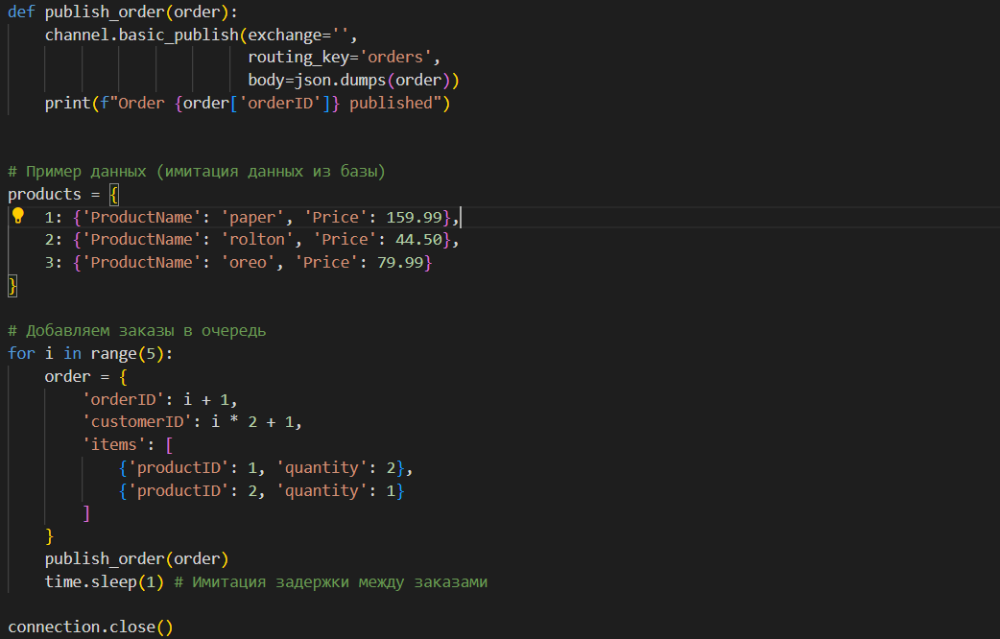 def publish_order(order):
    channel.basic_publish(exchange='',
                          routing_key='orders',
                          body=json.dumps(order))
    print(f"Order {order['orderID']} published")
# Пример данных (имитация данных из базы)
products = {
    1: {'ProductName': 'paper', 'Price': 159.99},
    2: {'ProductName': 'rolton', 'Price': 44.50},
    3: {'ProductName': 'oreo', 'Price': 79.99}
}
# Добавляем заказы в очередь
for i in range(5):
    order = {
        'orderID': i + 1,
        'customerID': i * 2 + 1,
        'items': [
            {'productID': 1, 'quantity': 2},
            {'productID': 2, 'quantity': 1}
        ]
    }
    publish_order(order)
    time.sleep(1) # Имитация задержки между заказами
connection.close()